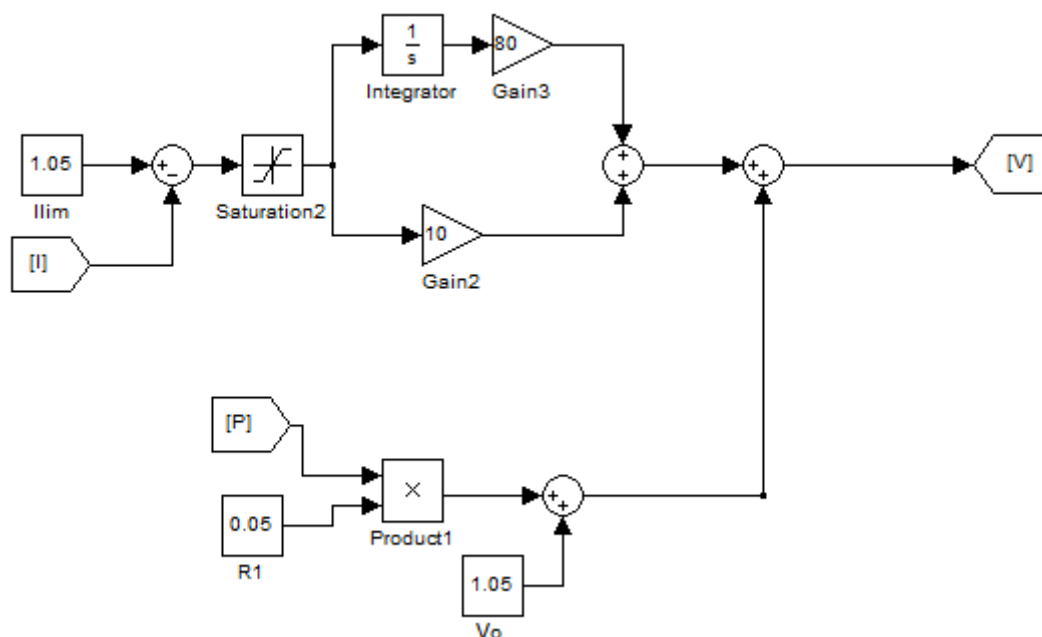 1
s
Integrator
80
Gain3
1.05
Ilim
+
−
Saturation2
[I]
10
Gain2
+
+
+
+
[V]
[P]
0.05
R1
×
Product1
+
+
1.05
Vo